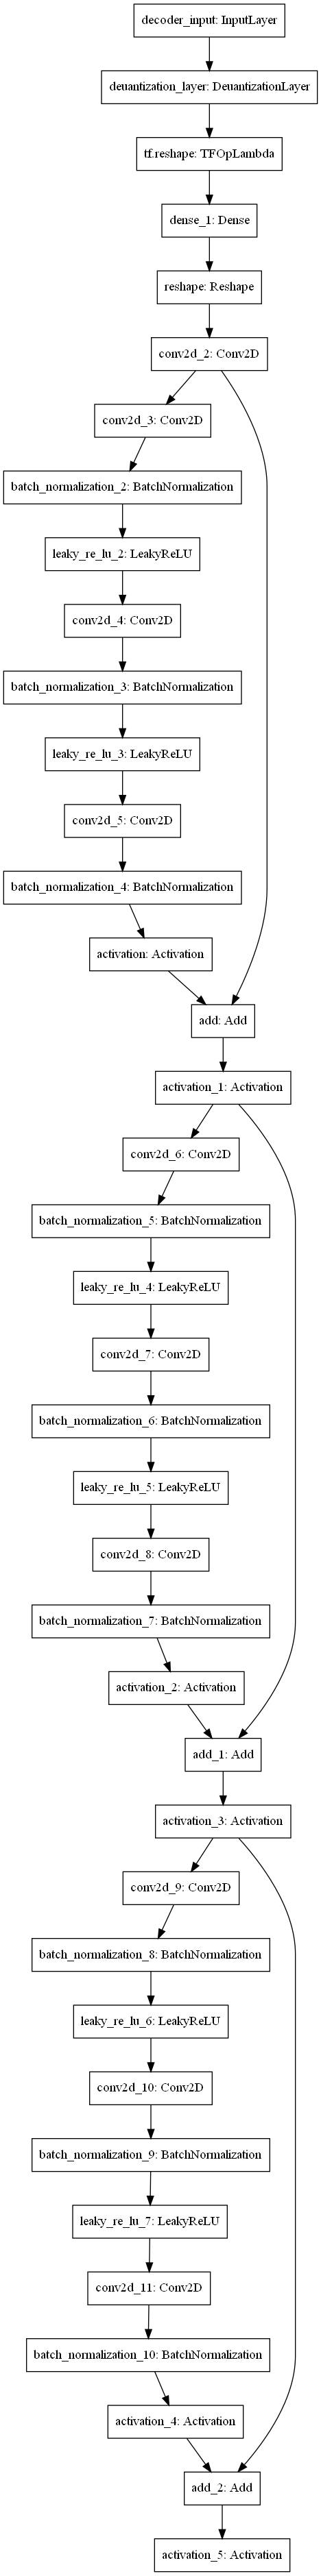 decoder_input: InputLayer
deuantization_layer: DeuantizationLayer
tf.reshape: TFOpLambda
dense_1: Dense
reshape: Reshape
conv2d_2: Conv2D
conv2d_3: Conv2D
batch_normalization_2: BatchNormalization
leaky_re_lu_2: LeakyReLU
conv2d_4: Conv2D
batch_normalization_3: BatchNormalization
leaky_re_lu_3: LeakyReLU
conv2d_5: Conv2D
batch_normalization_4: BatchNormalization
activation: Activation
add: Add
activation_1: Activation
conv2d_6: Conv2D
batch_normalization_5: BatchNormalization
leaky_re_lu_4: LeakyReLU
conv2d_7: Conv2D
batch_normalization_6: BatchNormalization
leaky_re_lu_5: LeakyReLU
conv2d_8: Conv2D
batch_normalization_7: BatchNormalization
activation_2: Activation
add_1: Add
activation_3: Activation
conv2d_9: Conv2D
batch_normalization_8: BatchNormalization
leaky_re_lu_6: LeakyReLU
conv2d_10: Conv2D
batch_normalization_9: BatchNormalization
leaky_re_lu_7: LeakyReLU
conv2d_11: Conv2D
batch_normalization_10: BatchNormalization
activation_4: Activation
add_2: Add
activation_5: Activation